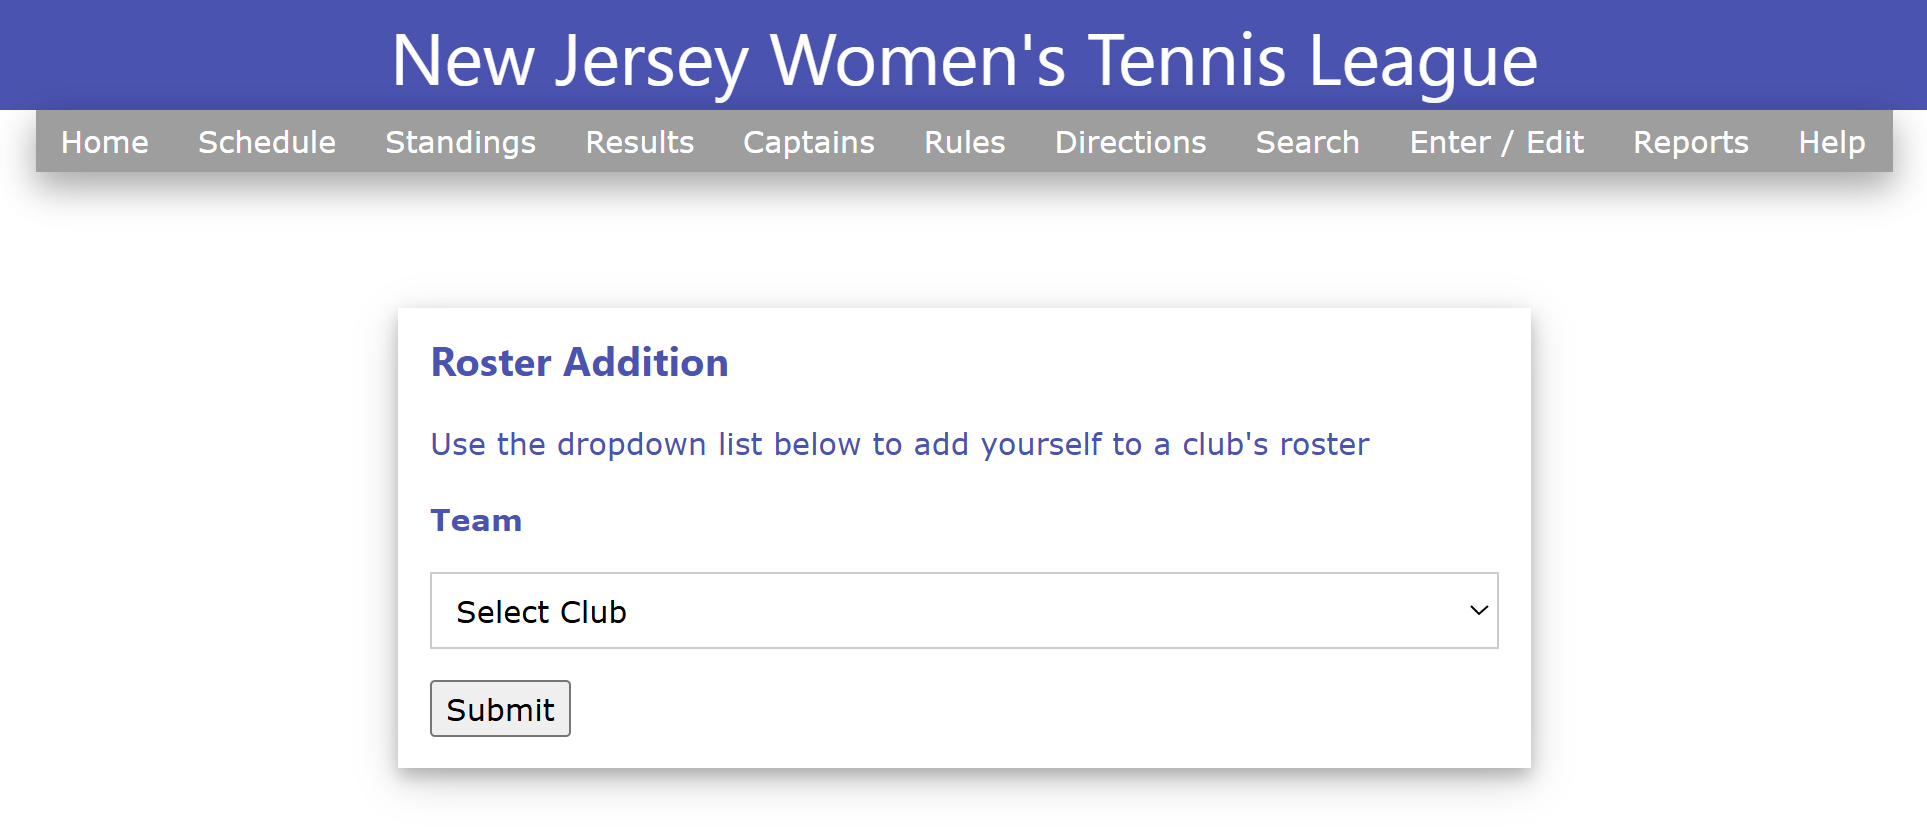 New Jersey Women's Tennis League
Home Schedule Standings Results Captains Rules Directions Search Enter / Edit Reports Help
Roster Addition
Use the dropdown list below to add yourself to a club's roster
Team
Select Club
Submit